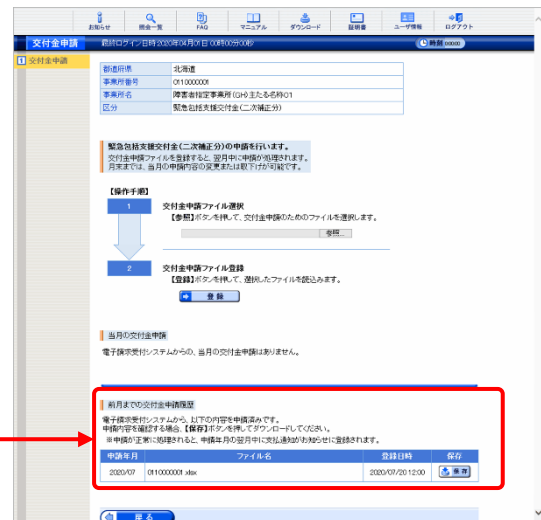 お知らせ 照会一覧 FAQ マニュアル ダウンロード 証明書 ユーザ情報 ログアウト
交付金申請 最終ログイン日時 2020年04月01日 00時00分00秒 時刻 00:00:00
1 交付金申請
都道府県 北海道
事業所番号 0110000001
事業所名 障害者指定事業所(GH)主たる名称01
区分 緊急包括支援交付金(二次補正分)
緊急包括支援交付金(二次補正分)の申請を行います。
交付金申請ファイルを登録すると、翌月中に申請が処理されます。
月末までは、当月の申請内容の変更または取下げが可能です。
【操作手順】
1 交付金申請ファイル選択
【参照】ボタンを押して、交付金申請のためのファイルを選択します。
参照...
2 交付金申請ファイル登録
【登録】ボタンを押して、選択したファイルを読込みます。
登 録
当月の交付金申請
電子請求受付システムからの、当月の交付金申請はありません。
前月までの交付金申請履歴
電子請求受付システムから、以下の内容を申請済みです。
申請内容を確認する場合、【保存】ボタンを押してダウンロードしてください。
※申請が正常に処理されると、申請年月の翌月中に支払通知がお知らせに登録されます。
申請年月 ファイル名 登録日時 保存
2020/07 0110000001.xlsx 2020/07/20 12:00 保 存
戻 る